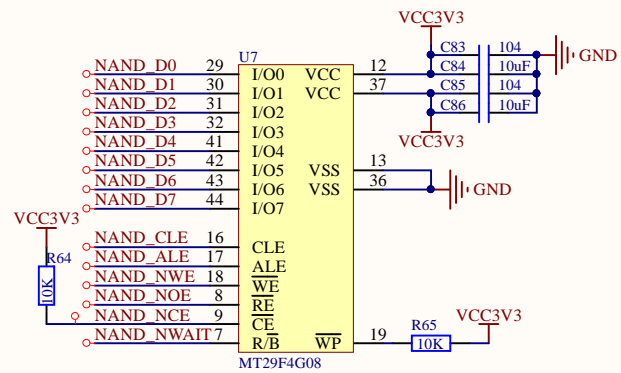 VCC3V3
U7
C83 104
GND
NAND_D0 29 I/O0 VCC 12 C84 10uF
NAND_D1 30 I/O1 VCC 37 C85 104
NAND_D2 31 I/O2 C86 10uF
VCC3V3
NAND_D3 32 I/O3
NAND_D4 41 I/O4
NAND_D5 42 I/O5 VSS 13
NAND_D6 43 I/O6 VSS 36 GND
NAND_D7 44 I/O7
VCC3V3
NAND_CLE 16 CLE
R64
NAND_ALE 17 ALE
NAND_NWE 18 WE
10K
NAND_NOE 8 RE
NAND_NCE 9 CE
NAND_NWAIT 7 R/B WP 19 R65 10K VCC3V3
MT29F4G08